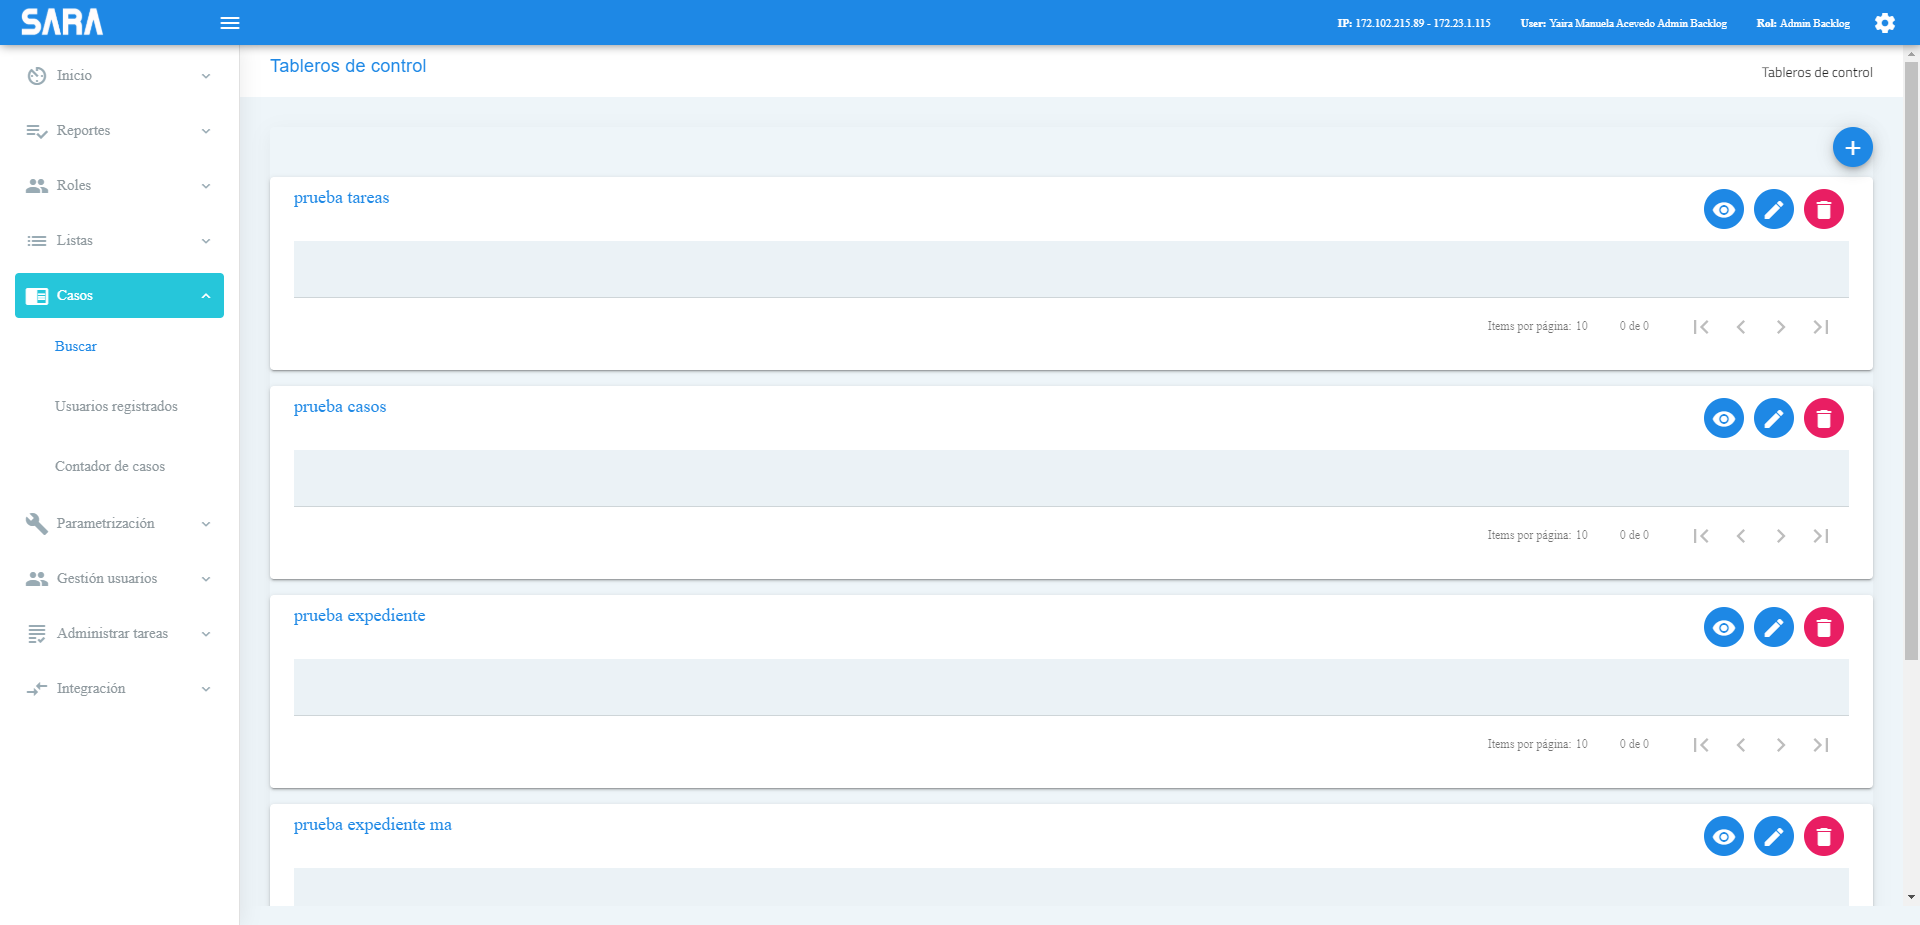 SARA
IP: 172.102.215.89 - 172.23.1.115
User: Yaira Manuela Acevedo Admin Backlog
Rol: Admin Backlog
Inicio
Reportes
Roles
Listas
Casos
Buscar
Usuarios registrados
Contador de casos
Parametrización
Gestión usuarios
Administrar tareas
Integración
Tableros de control
Tableros de control
prueba tareas
Items por página: 10
0 de 0
prueba casos
Items por página: 10
0 de 0
prueba expediente
Items por página: 10
0 de 0
prueba expediente ma